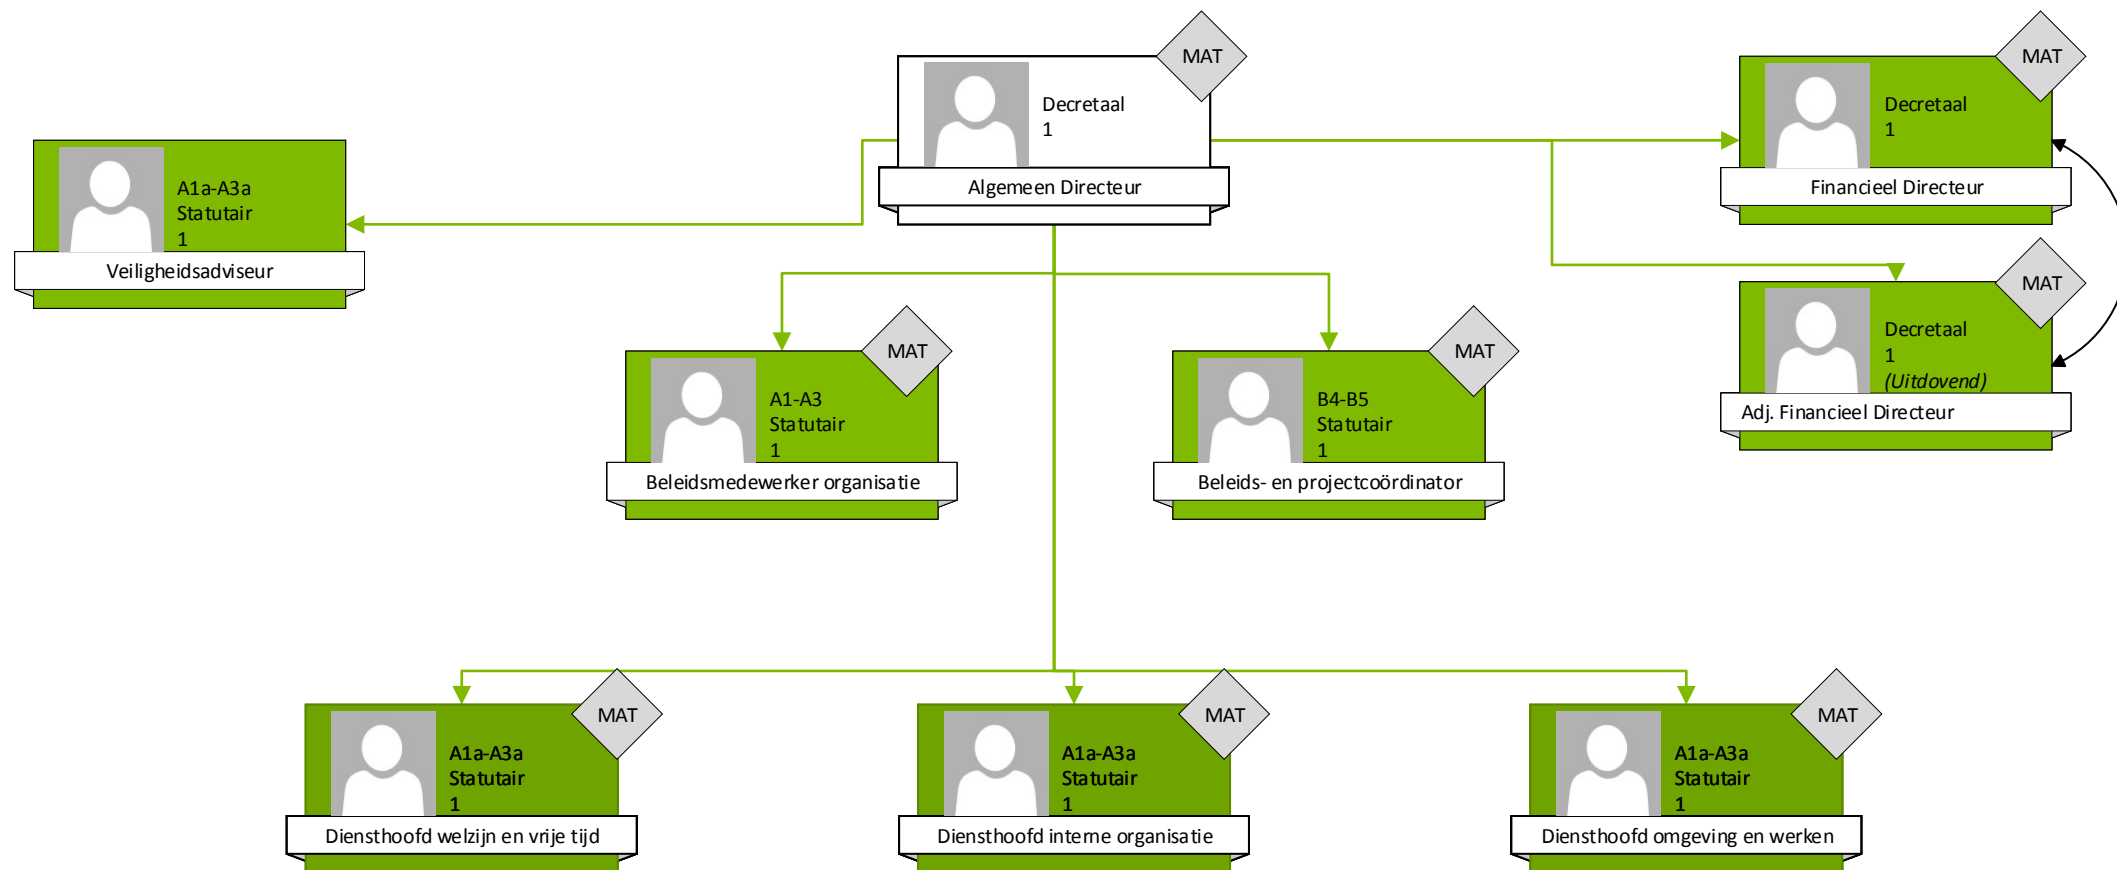 MAT
Decretaal
1
Algemeen Directeur
MAT
Decretaal
1
Financieel Directeur
A1a-A3a
Statutair
1
Veiligheidsadviseur
MAT
Decretaal
1
(Uitdovend)
Adj. Financieel Directeur
MAT
A1-A3
Statutair
1
Beleidsmedewerker organisatie
MAT
B4-B5
Statutair
1
Beleids- en projectcoördinator
MAT
A1a-A3a
Statutair
1
Diensthoofd welzijn en vrije tijd
MAT
A1a-A3a
Statutair
1
Diensthoofd interne organisatie
MAT
A1a-A3a
Statutair
1
Diensthoofd omgeving en werken